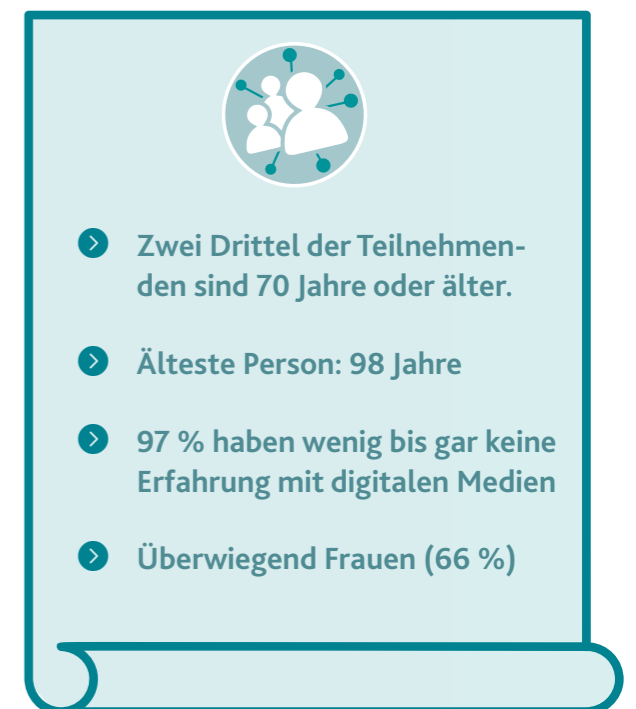 Zwei Drittel der Teilnehmen-
den sind 70 Jahre oder älter.
Älteste Person: 98 Jahre
97 % haben wenig bis gar keine
Erfahrung mit digitalen Medien
Überwiegend Frauen (66 %)